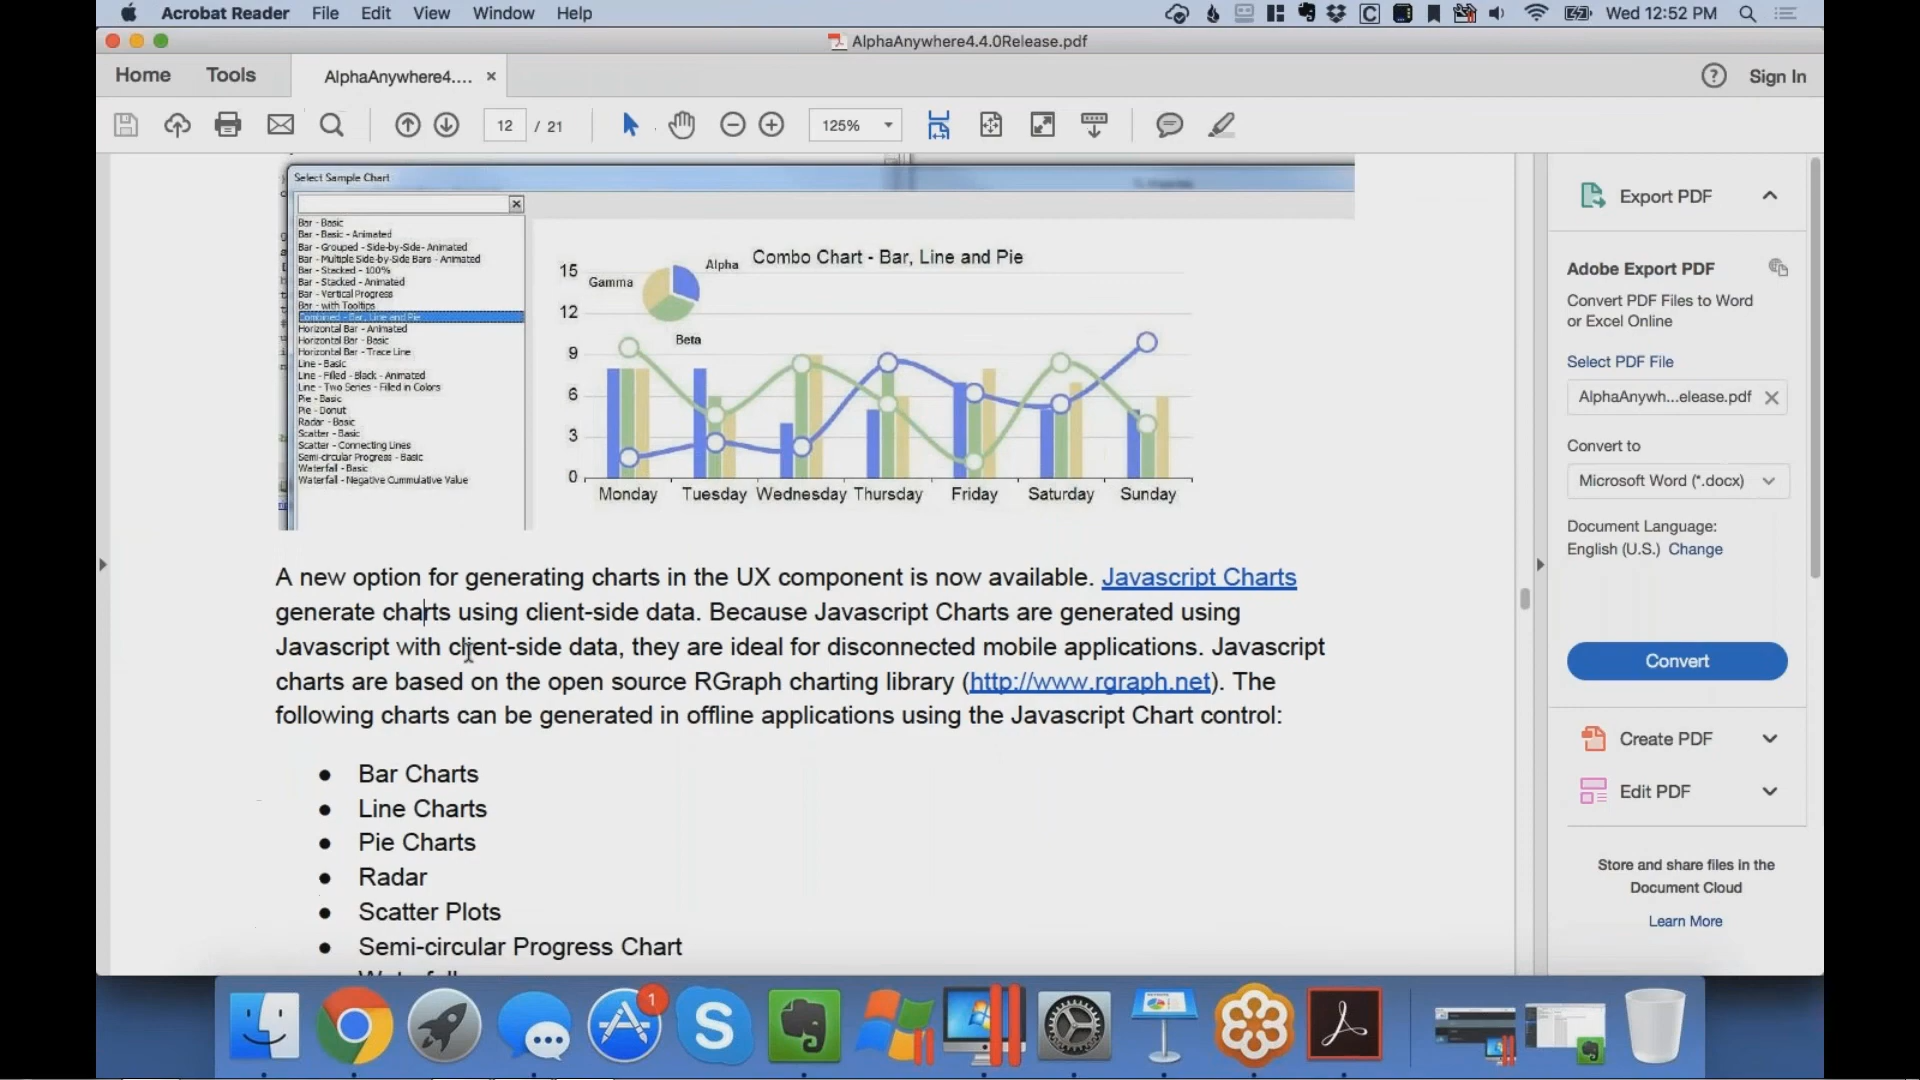 Acrobat Reader File Edit View Window Help
Wed 12:52 PM
AlphaAnywhere4.4.0Release.pdf
Home Tools AlphaAnywhere4.... Sign In
12 / 21 125%
Select Sample Chart
Bar - Basic
Bar - Basic - Animated
Bar - Grouped - Side-by-Side- Animated
Bar - Multiple Side-by-Side Bars - Animated
Bar - Stacked - 100%
Bar - Stacked - Animated
Bar - Vertical Progress
Bar - with Tooltips
Combined - Bar, Line and Pie
Horizontal Bar - Animated
Horizontal Bar - Basic
Horizontal Bar - Trace Line
Line - Basic
Line - Filled - Black - Animated
Line - Two Series - Filled in Colors
Pie - Basic
Pie - Donut
Radar - Basic
Scatter - Basic
Scatter - Connecting Lines
Semi-circular Progress - Basic
Waterfall - Basic
Waterfall - Negative Cummulative Value
Combo Chart - Bar, Line and Pie
Alpha
Gamma
Beta
15
12
9
6
3
0
Monday Tuesday Wednesday Thursday Friday Saturday Sunday
A new option for generating charts in the UX component is now available. Javascript Charts
generate charts using client-side data. Because Javascript Charts are generated using
Javascript with client-side data, they are ideal for disconnected mobile applications. Javascript
charts are based on the open source RGraph charting library (http://www.rgraph.net). The
following charts can be generated in offline applications using the Javascript Chart control:
● Bar Charts
● Line Charts
● Pie Charts
● Radar
● Scatter Plots
● Semi-circular Progress Chart
Export PDF
Adobe Export PDF
Convert PDF Files to Word
or Excel Online
Select PDF File
AlphaAnywh...elease.pdf
Convert to
Microsoft Word (*.docx)
Document Language:
English (U.S.) Change
Convert
Create PDF
Edit PDF
Store and share files in the
Document Cloud
Learn More
1